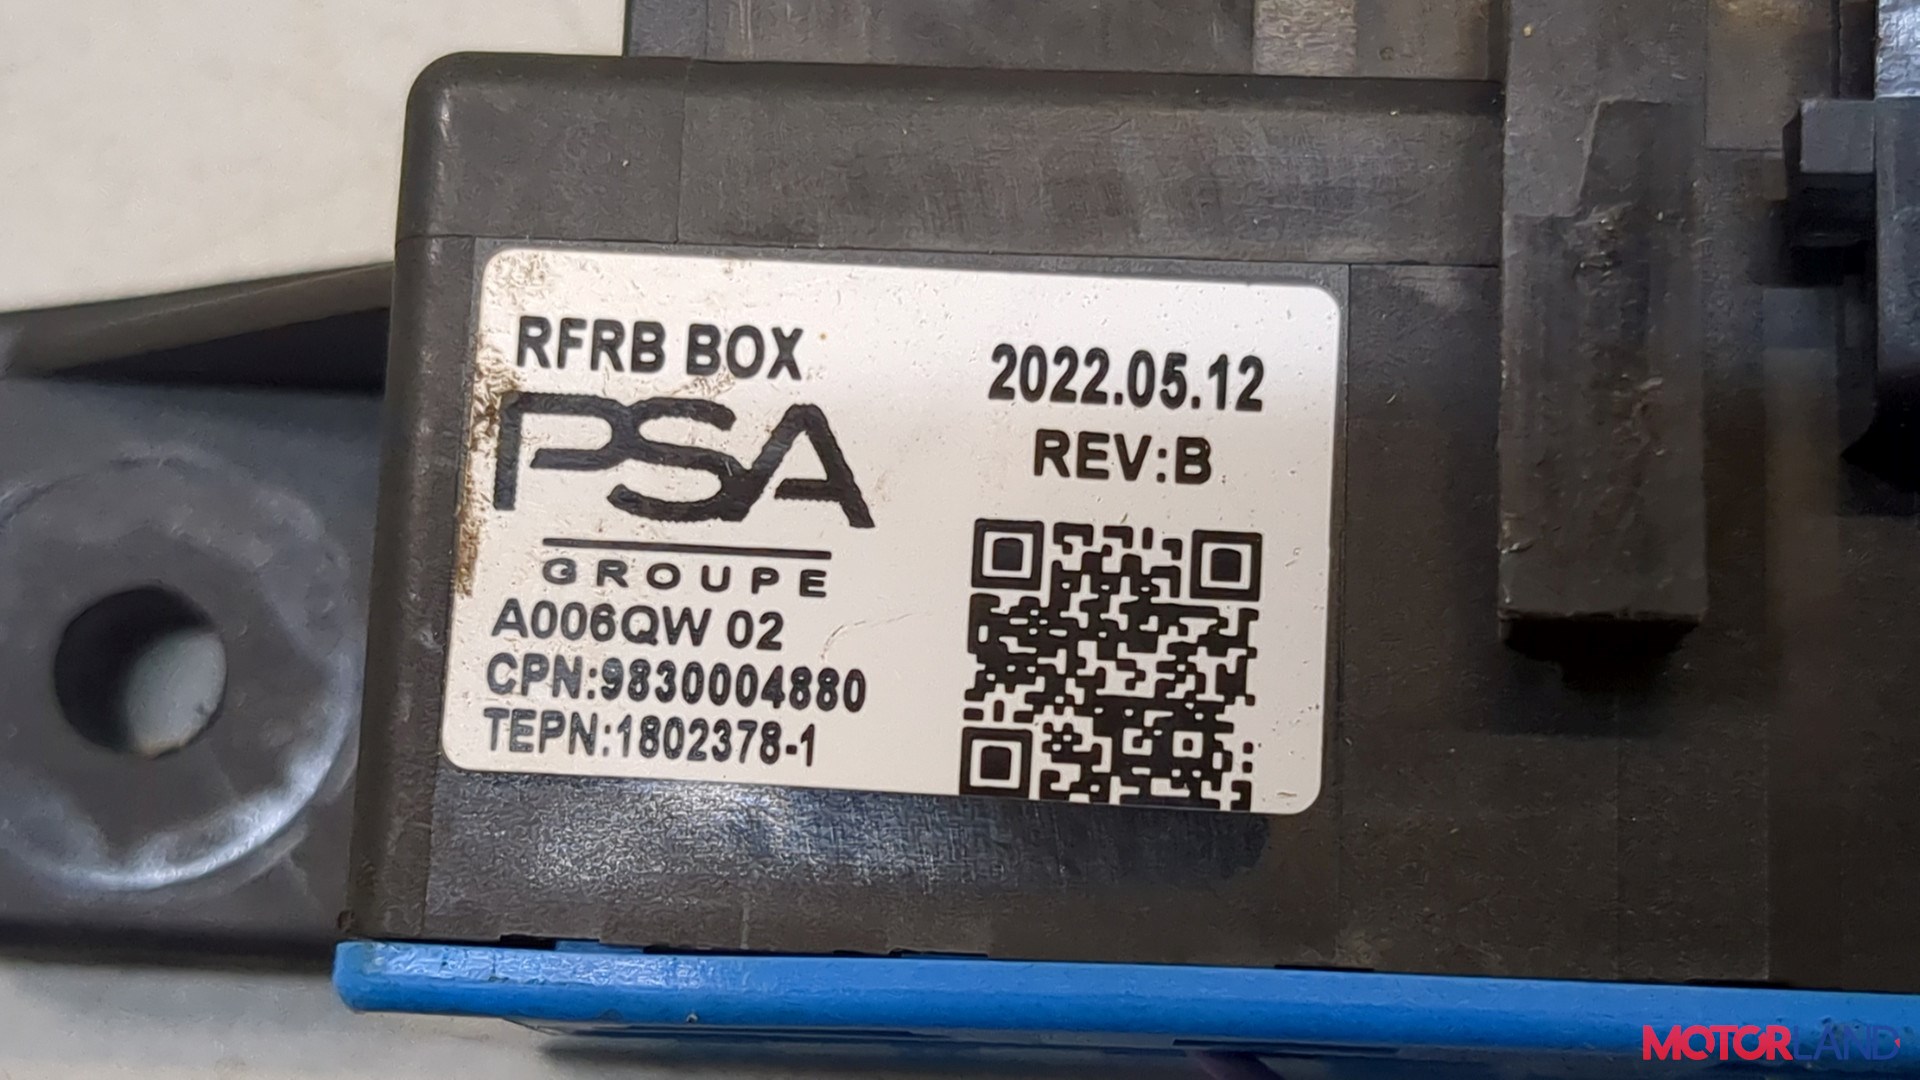 RFRB BOX
2022.05.12
REV:B
PSA
GROUPE
A006QW 02
CPN:9830004880
TEPN:1802378-1
MOTORLAND